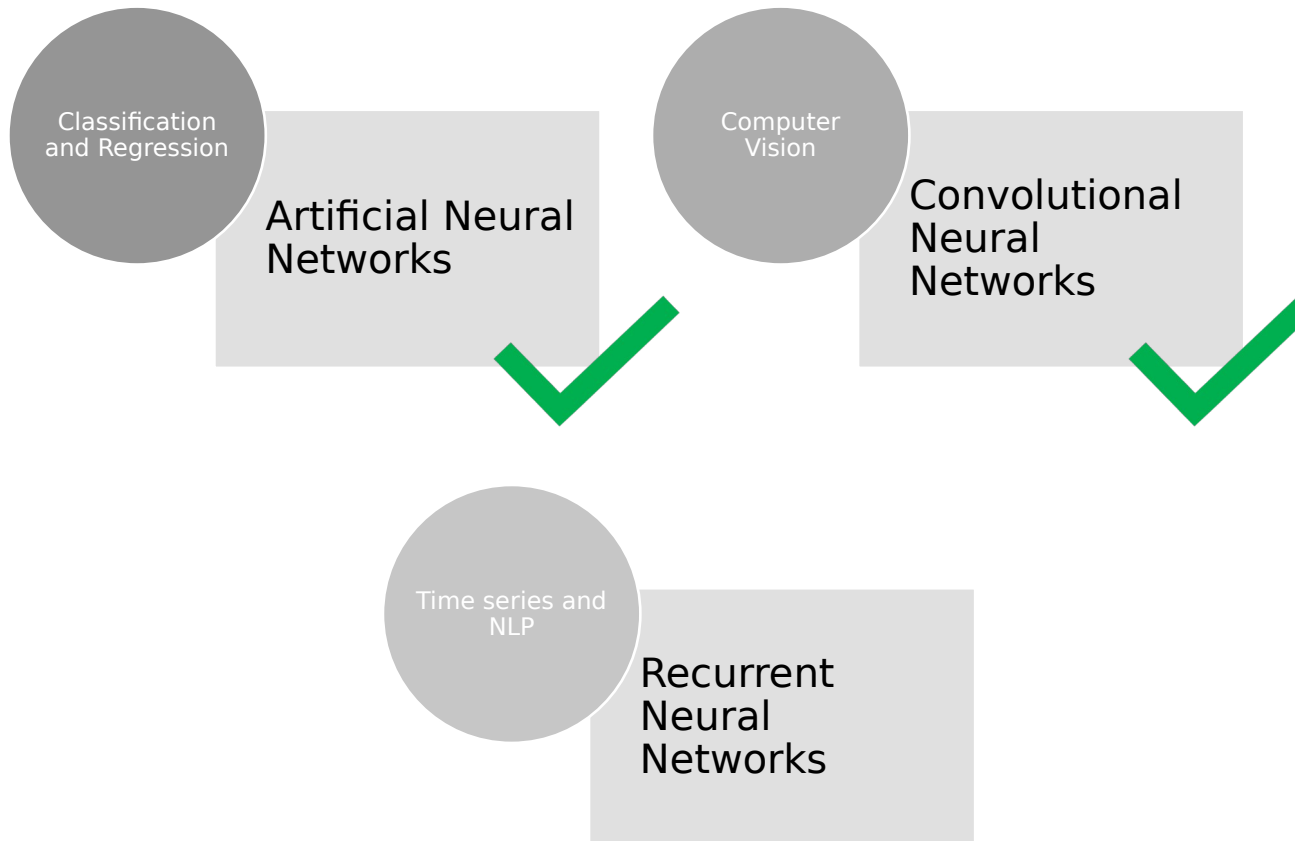 Classification
and Regression
Artificial Neural
Networks
Computer
Vision
Convolutional
Neural
Networks
Time series and
NLP
Recurrent
Neural
Networks